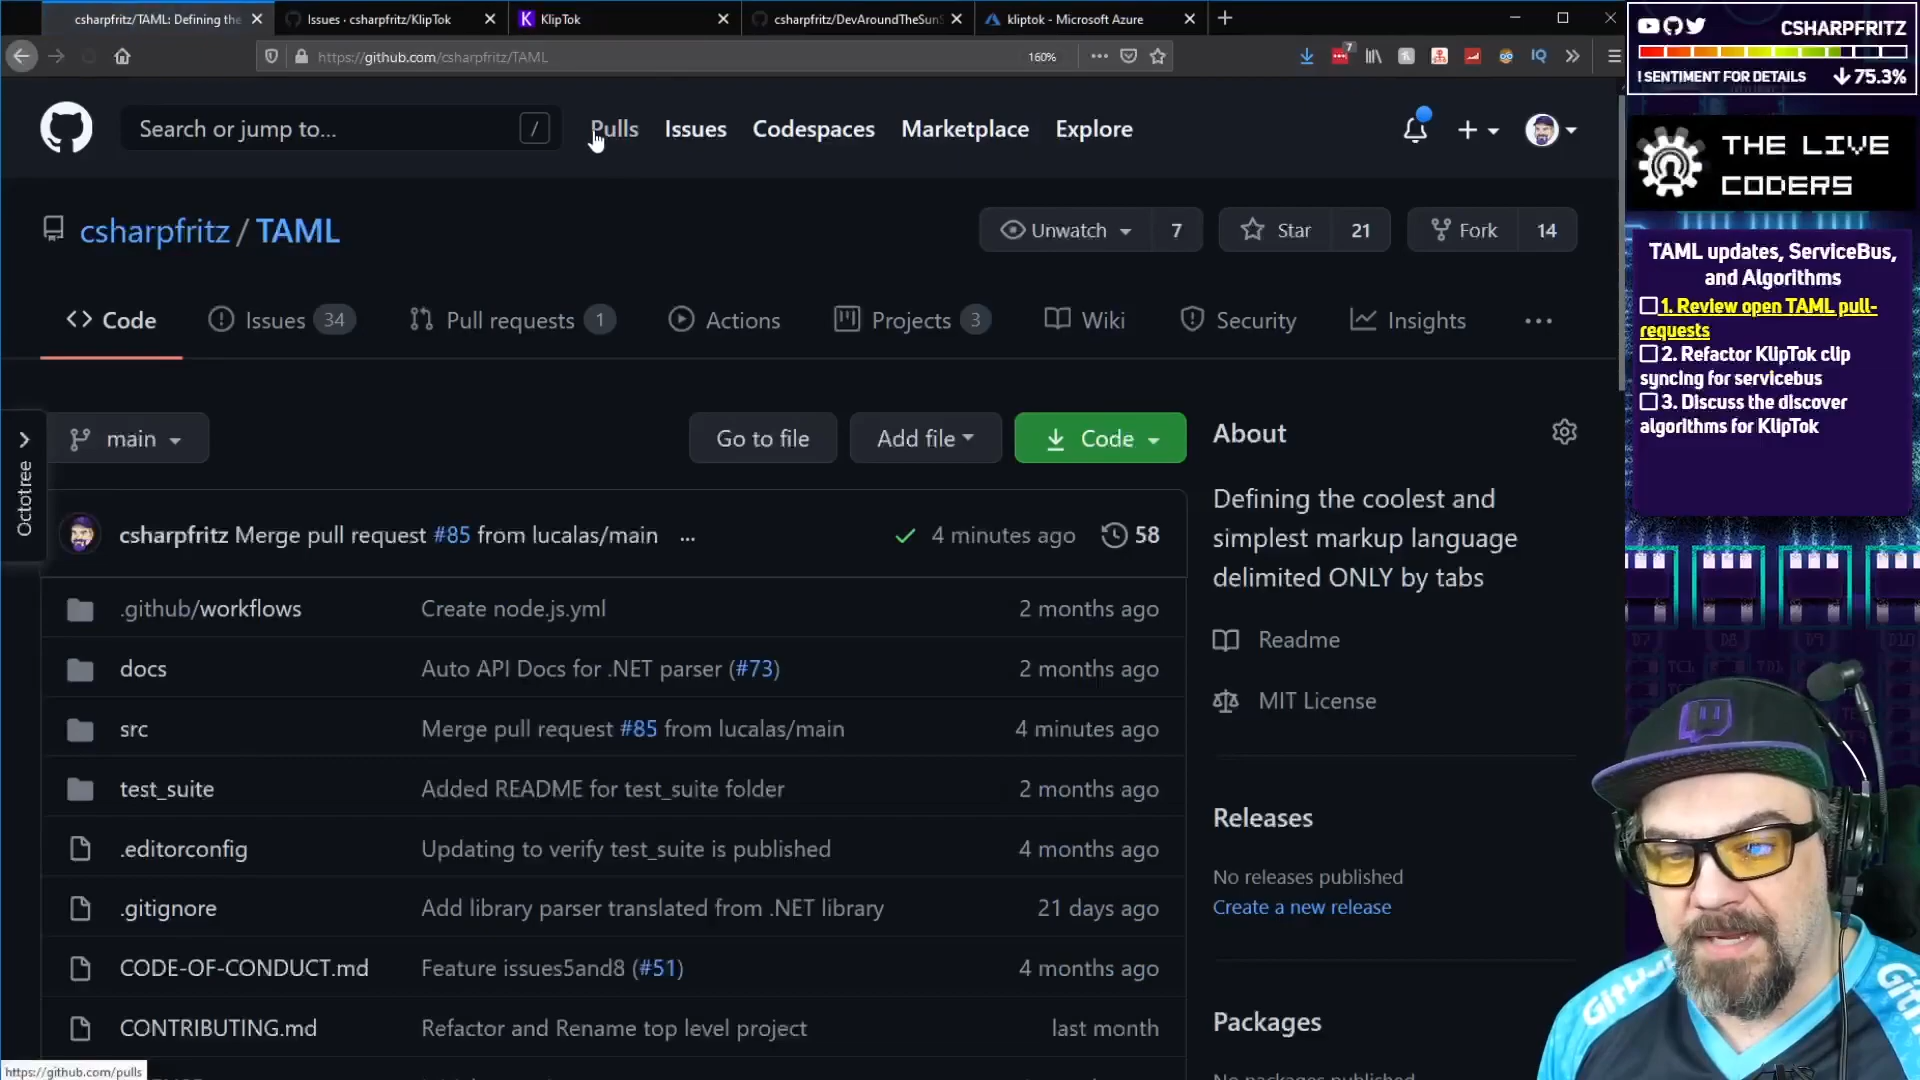 csharpfritz/TAML: Defining the
Issues · csharpfritz/KlipTok
KlipTok
csharpfritz/DevAroundTheSun
kliptok - Microsoft Azure
https://github.com/csharpfritz/TAML
160%
7
IQ
CSHARPFRITZ
! SENTIMENT FOR DETAILS
75.3%
Search or jump to...
/
Pulls
Issues
Codespaces
Marketplace
Explore
THE LIVE
CODERS
csharpfritz / TAML
Unwatch
7
Star
21
Fork
14
TAML updates, ServiceBus,
and Algorithms
1. Review open TAML pull-
requests
2. Refactor KlipTok clip
syncing for servicebus
3. Discuss the discover
algorithms for KlipTok
Code
Issues 34
Pull requests 1
Actions
Projects 3
Wiki
Security
Insights
Octotree
main
Go to file
Add file
Code
About
Defining the coolest and
simplest markup language
delimited ONLY by tabs
Readme
MIT License
Releases
No releases published
Create a new release
Packages
csharpfritz Merge pull request #85 from lucalas/main
...
4 minutes ago
58
.github/workflows
Create node.js.yml
2 months ago
docs
Auto API Docs for .NET parser (#73)
2 months ago
src
Merge pull request #85 from lucalas/main
4 minutes ago
test_suite
Added README for test_suite folder
2 months ago
.editorconfig
Updating to verify test_suite is published
4 months ago
.gitignore
Add library parser translated from .NET library
21 days ago
CODE-OF-CONDUCT.md
Feature issues5and8 (#51)
4 months ago
CONTRIBUTING.md
Refactor and Rename top level project
last month
https://github.com/pulls
GitHub